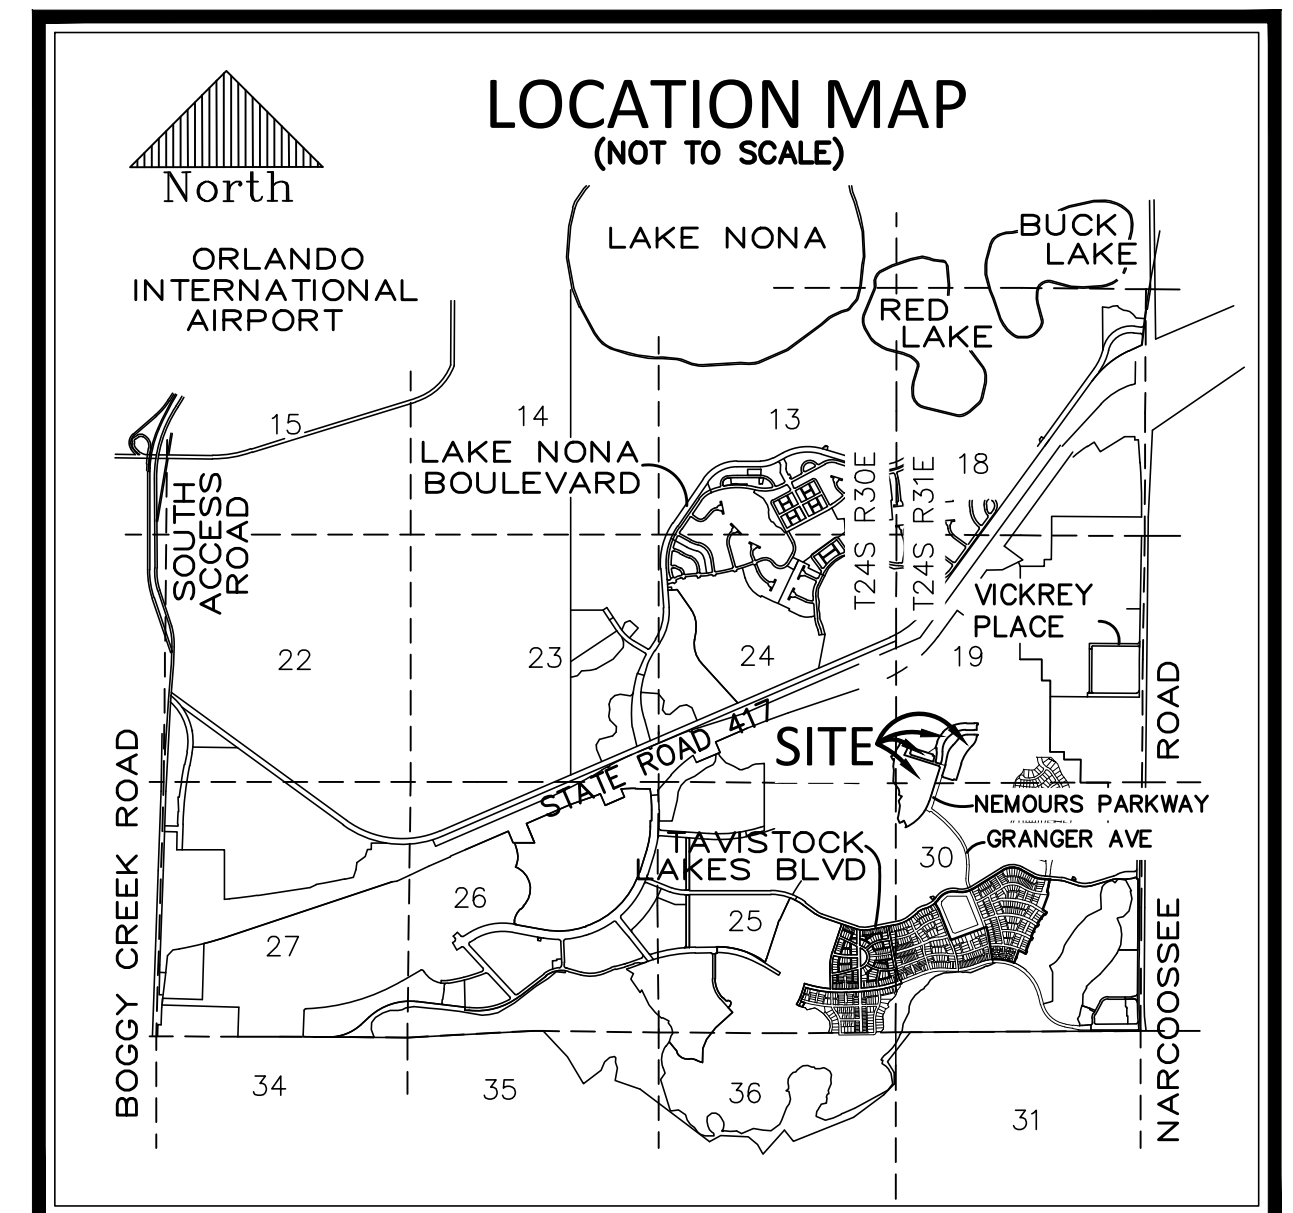 LOCATION MAP
(NOT TO SCALE)
North
LAKE NONA
BUCK
LAKE
ORLANDO
INTERNATIONAL
AIRPORT
RED
LAKE
15
14
13
LAKE NONA
BOULEVARD
18
T24S R30E
T24S R31E
SOUTH
ACCESS
ROAD
VICKREY
PLACE
22
23
24
19
STATE ROAD 417
SITE
NEMOURS PARKWAY
GRANGER AVE
TAVISTOCK
LAKES BLVD
30
26
25
27
BOGGY CREEK ROAD
NARCOOSSEE ROAD
34
35
36
31